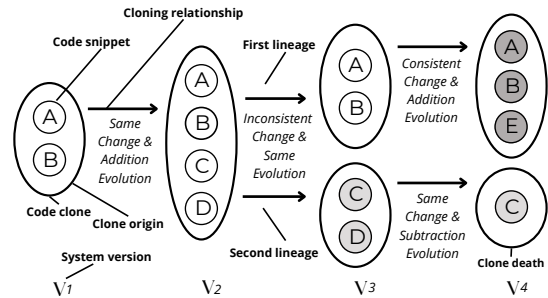 Cloning relationship
Code snippet
First lineage
A
B
Same
Change &
Addition
Evolution
A
B
C
D
Inconsistent
Change &
Same
Evolution
A
B
Consistent
Change &
Addition
Evolution
A
B
E
C
D
Same
Change &
Subtraction
Evolution
C
Code clone
Clone origin
Second lineage
Clone death
System version
V1
V2
V3
V4